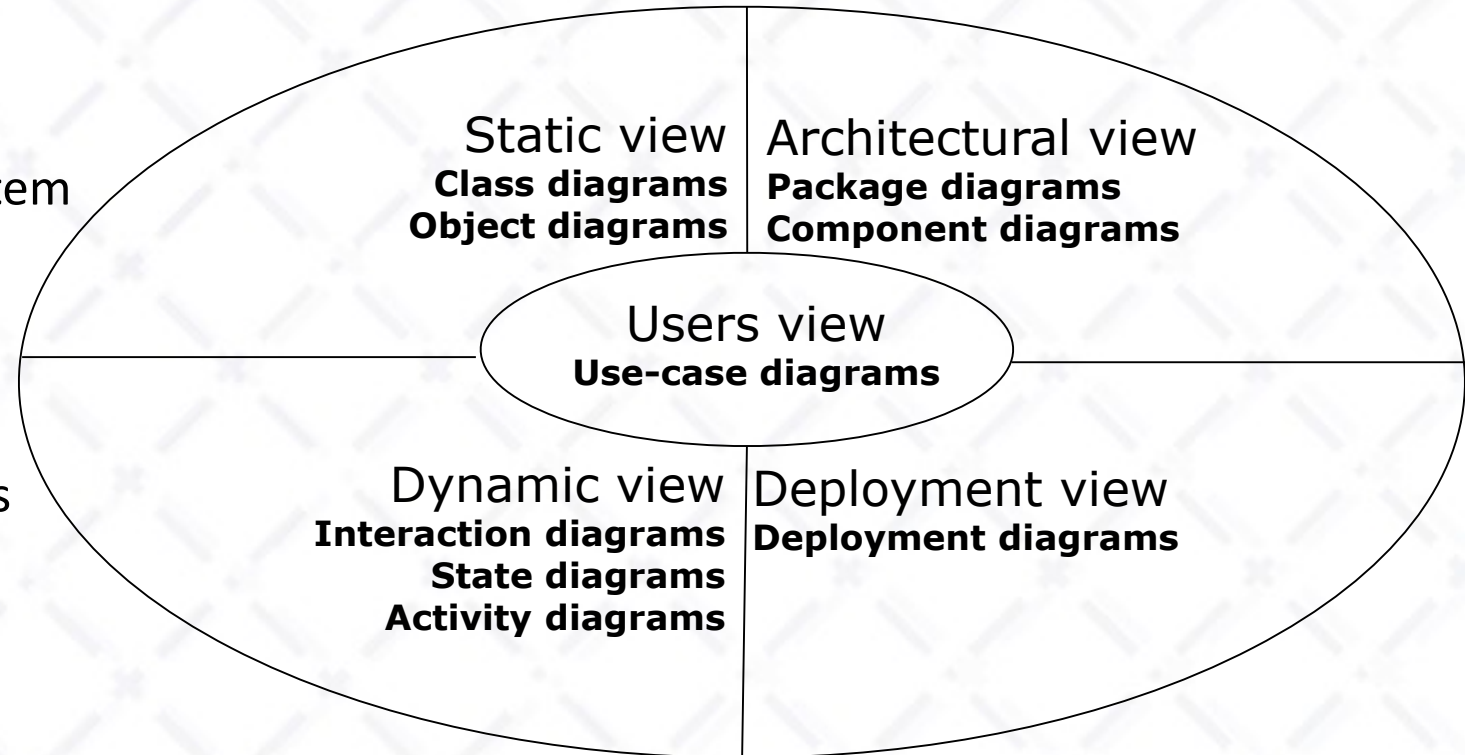 Static view
Class diagrams
Object diagrams
Architectural view
Package diagrams
Component diagrams
Users view
Use-case diagrams
Dynamic view
Interaction diagrams
State diagrams
Activity diagrams
Deployment view
Deployment diagrams